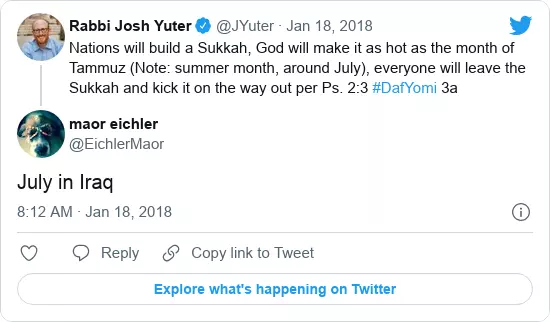 Rabbi Josh Yuter @JYuter · Jan 18, 2018
Nations will build a Sukkah, God will make it as hot as the month of
Tammuz (Note: summer month, around July), everyone will leave the
Sukkah and kick it on the way out per Ps. 2:3 #DafYomi 3a
maor eichler
@EichlerMaor
July in Iraq
8:12 AM · Jan 18, 2018
Reply Copy link to Tweet
Explore what's happening on Twitter